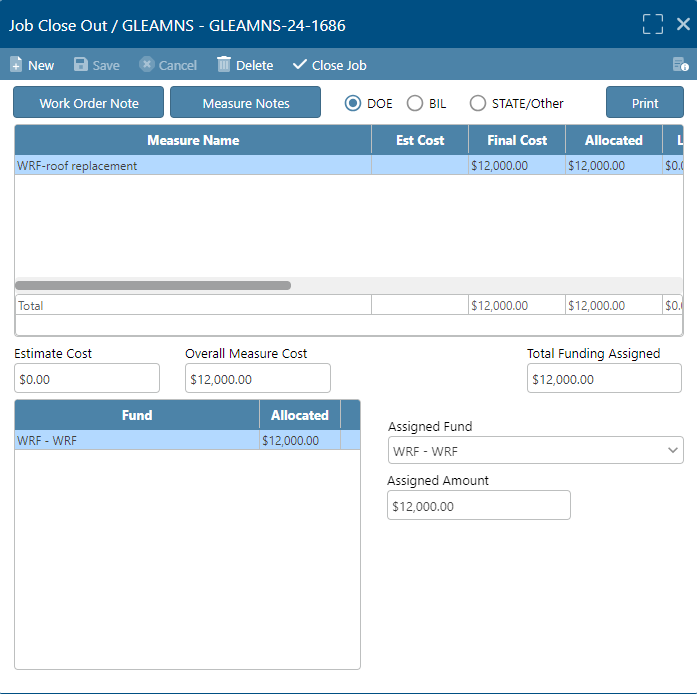 Job Close Out / GLEAMNS - GLEAMNS-24-1686
New Save Cancel Delete Close Job
Work Order Note Measure Notes DOE BIL STATE/Other Print
Measure Name Est Cost Final Cost Allocated L
WRF-roof replacement $12,000.00 $12,000.00 $0.0
Total $12,000.00 $12,000.00 $0.0
Estimate Cost Overall Measure Cost Total Funding Assigned
$0.00 $12,000.00 $12,000.00
Fund Allocated
WRF - WRF $12,000.00
Assigned Fund
WRF - WRF
Assigned Amount
$12,000.00